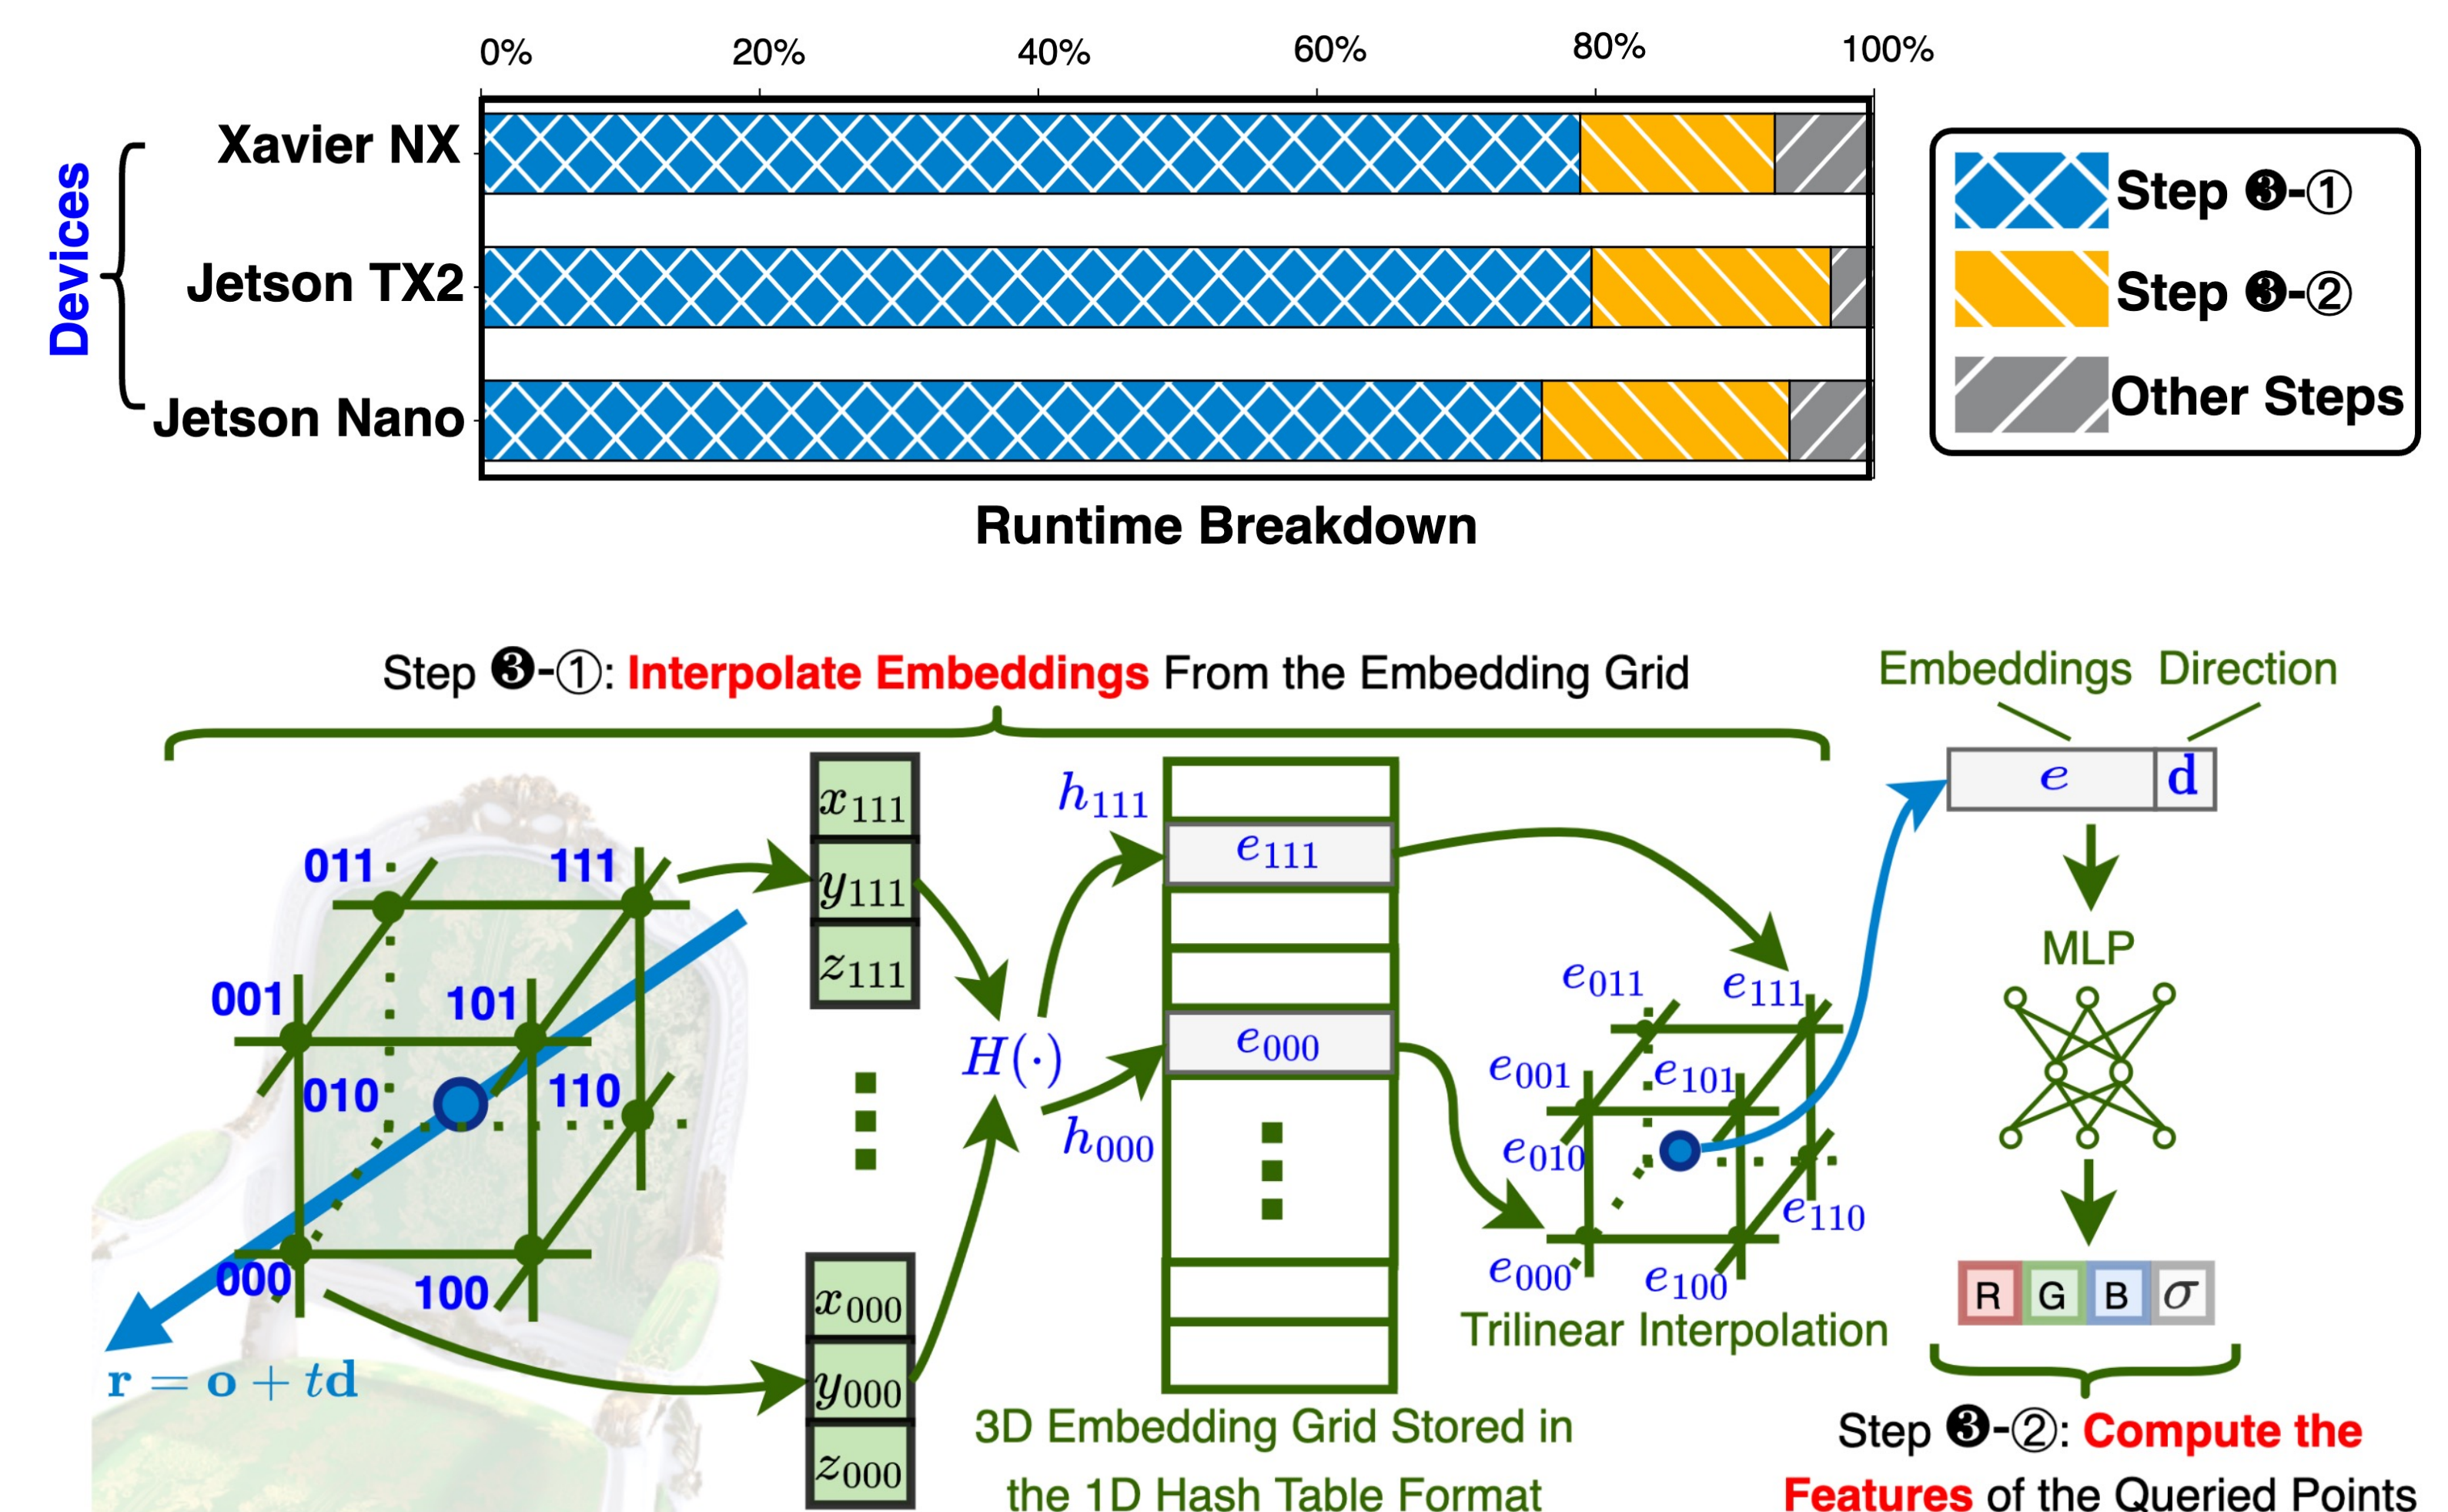 0% 20% 40% 60% 80% 100%
Devices
Xavier NX
Jetson TX2
Jetson Nano
Step ❸-①
Step ❸-②
Other Steps
Runtime Breakdown
Step ❸-①: Interpolate Embeddings From the Embedding Grid
Embeddings Direction
e d
011 111
001 101
010 110
000 100
r = o + td
x111
y111
z111
x000
y000
z000
H(·)
h111
h000
e111
e000
e011 e111
e001 e101
e010
e110
e000 e100
Trilinear Interpolation
3D Embedding Grid Stored in
the 1D Hash Table Format
MLP
R G B σ
Step ❸-②: Compute the
Features of the Queried Points